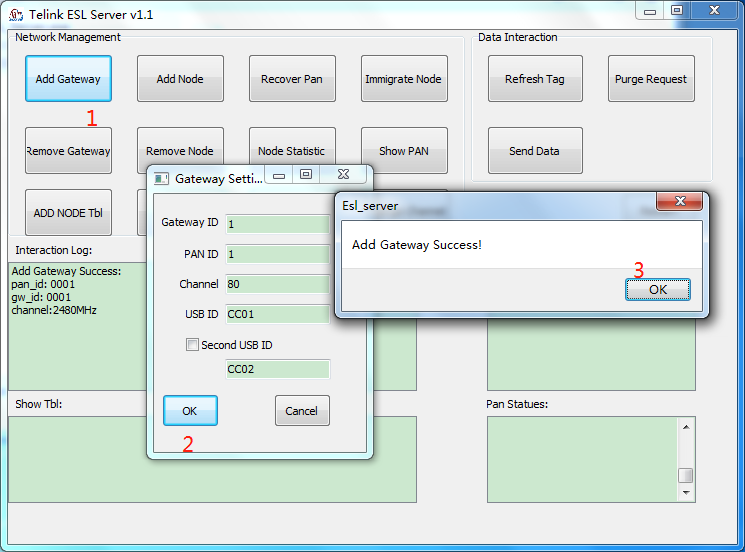 Telink ESL Server v1.1
Network Management
Data Interaction
Add Gateway
Add Node
Recover Pan
Immigrate Node
Refresh Tag
Purge Request
1
Remove Gateway
Remove Node
Node Statistic
Show PAN
Send Data
ADD NODE Tbl
Gateway Setti...
Gateway ID
1
PAN ID
1
Channel
80
USB ID
CC01
Second USB ID
CC02
OK
Cancel
2
Esl_server
Add Gateway Success!
3
OK
Interaction Log:
Add Gateway Success:
pan_id: 0001
gw_id: 0001
channel:2480MHz
Show Tbl:
Pan Statues: